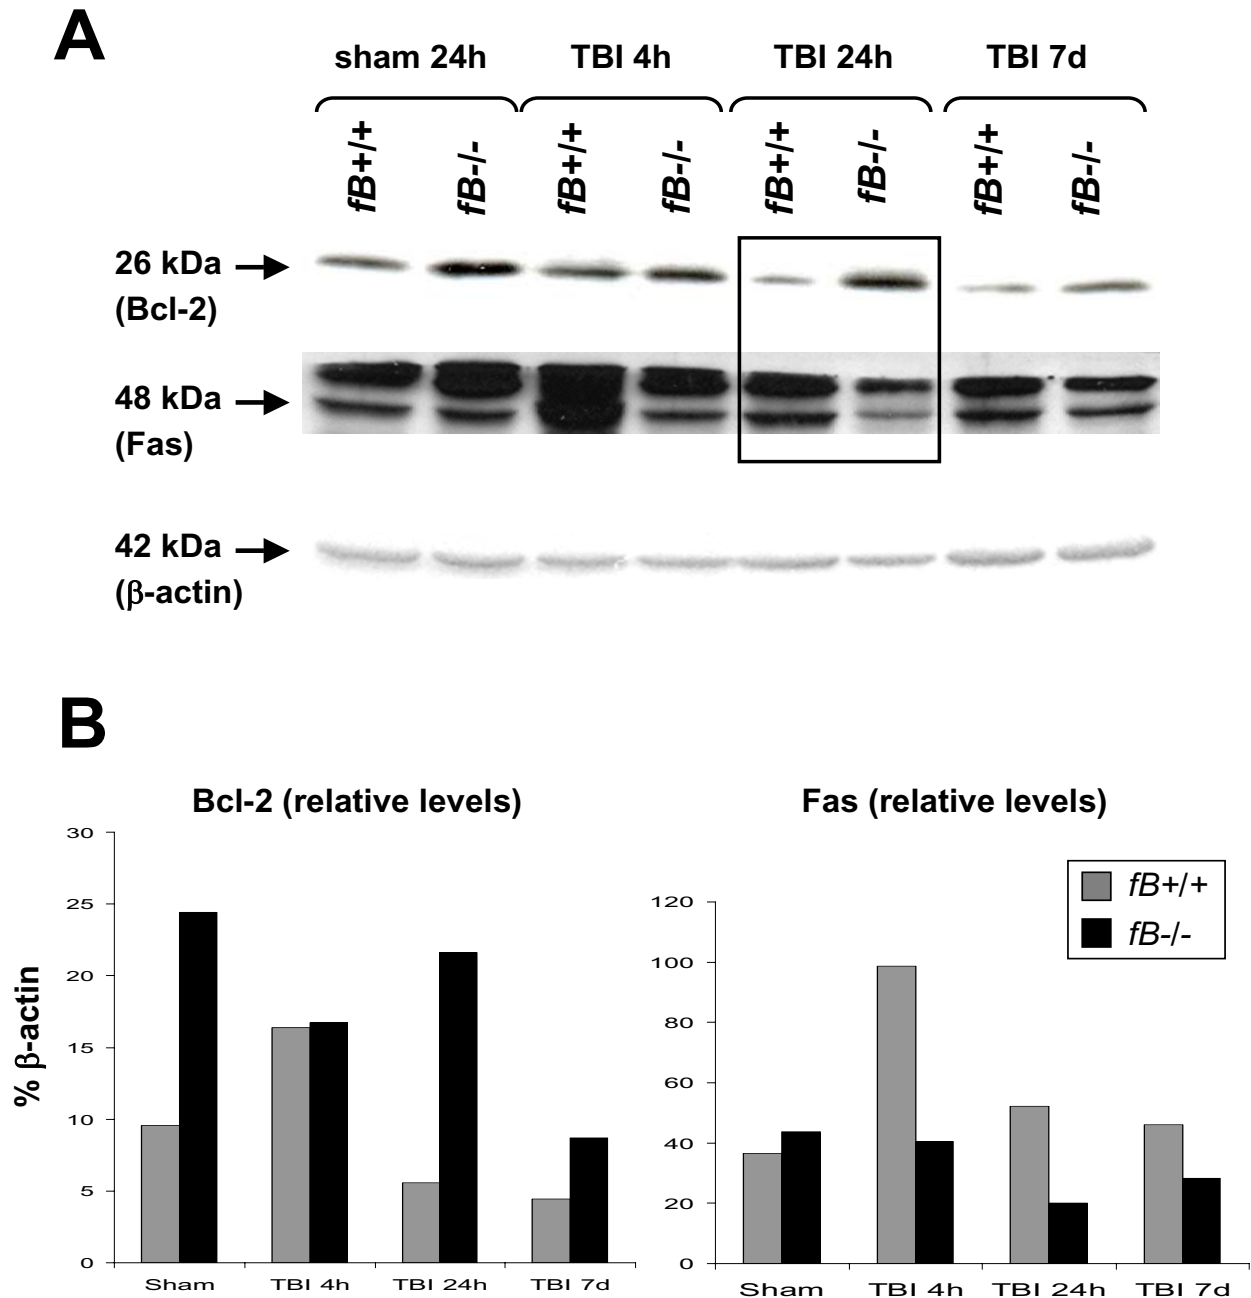 A
sham 24h TBI 4h TBI 24h TBI 7d
fB+/+ fB-/- fB+/+ fB-/- fB+/+ fB-/- fB+/+ fB-/-
26 kDa
(Bcl-2)
48 kDa
(Fas)
42 kDa
(β-actin)
B
Bcl-2 (relative levels)
% β-actin
30
25
20
15
10
5
0
Sham TBI 4h TBI 24h TBI 7d
Fas (relative levels)
fB+/+
fB-/-
120
100
80
60
40
20
0
Sham TBI 4h TBI 24h TBI 7d